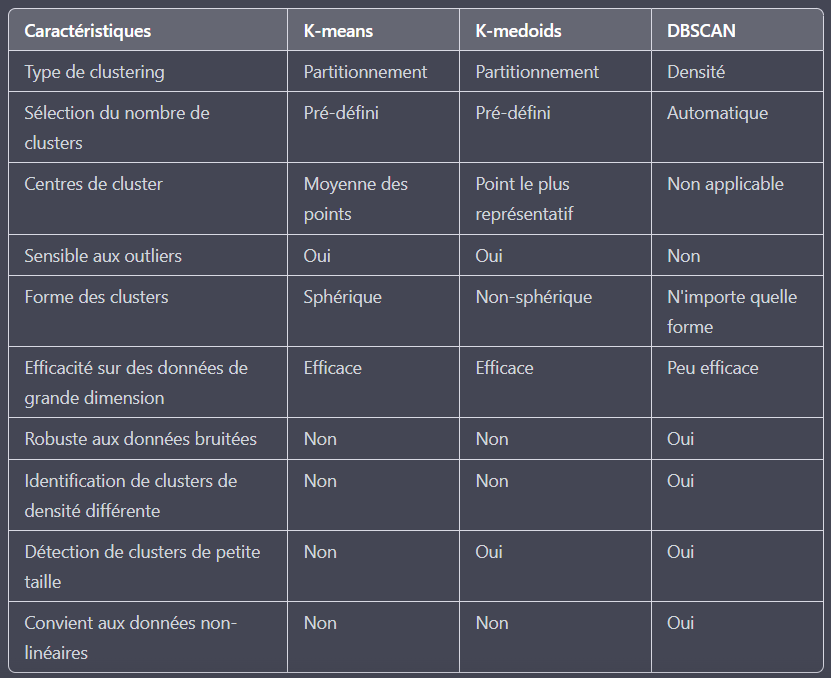 Caractéristiques K-means K-medoids DBSCAN
Type de clustering Partitionnement Partitionnement Densité
Sélection du nombre de Pré-défini Pré-défini Automatique
clusters
Centres de cluster Moyenne des Point le plus Non applicable
points représentatif
Sensible aux outliers Oui Oui Non
Forme des clusters Sphérique Non-sphérique N'importe quelle
forme
Efficacité sur des données de Efficace Efficace Peu efficace
grande dimension
Robuste aux données bruitées Non Non Oui
Identification de clusters de Non Non Oui
densité différente
Détection de clusters de petite Non Oui Oui
taille
Convient aux données non- Non Non Oui
linéaires